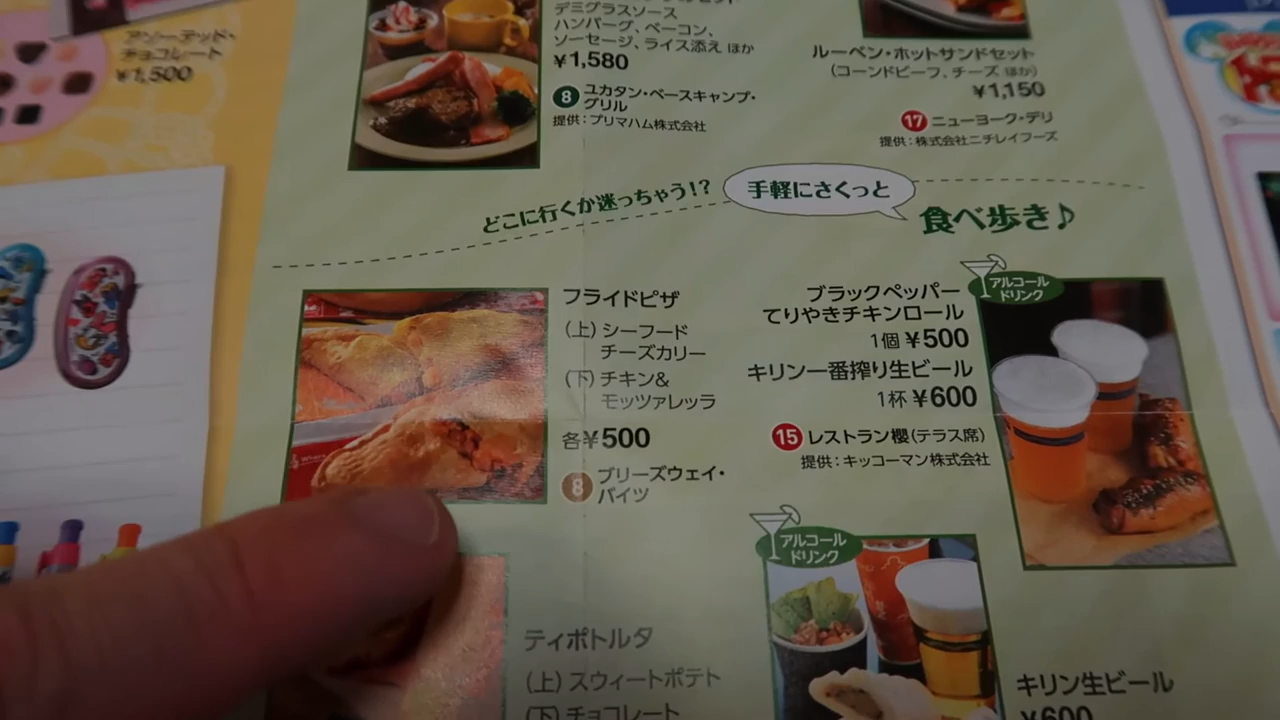 アソーテッド・
チョコレート
¥1,500
デミグラスソース
ハンバーグ、ベーコン、
ソーセージ、ライス添え ほか
¥1,580
8 ユカタン・ベースキャンプ・
グリル
提供：プリマハム株式会社
ルーベン・ホットサンドセット
(コーンドビーフ、チーズ ほか)
¥1,150
17 ニューヨーク・デリ
提供：株式会社ニチレイフーズ
どこに行くか迷っちゃう!?
手軽にさくっと
食べ歩き♪
フライドピザ
(上) シーフード
チーズカリー
(下) チキン&
モッツァレッラ
各¥500
8 ブリーズウェイ・
バイツ
アルコール
ドリンク
ブラックペッパー
てりやきチキンロール
1個 ¥500
キリン一番搾り生ビール
1杯 ¥600
15 レストラン櫻(テラス席)
提供：キッコーマン株式会社
アルコール
ドリンク
ティポトルタ
(上) スウィートポテト
(下) チョコレート
キリン生ビール
¥600